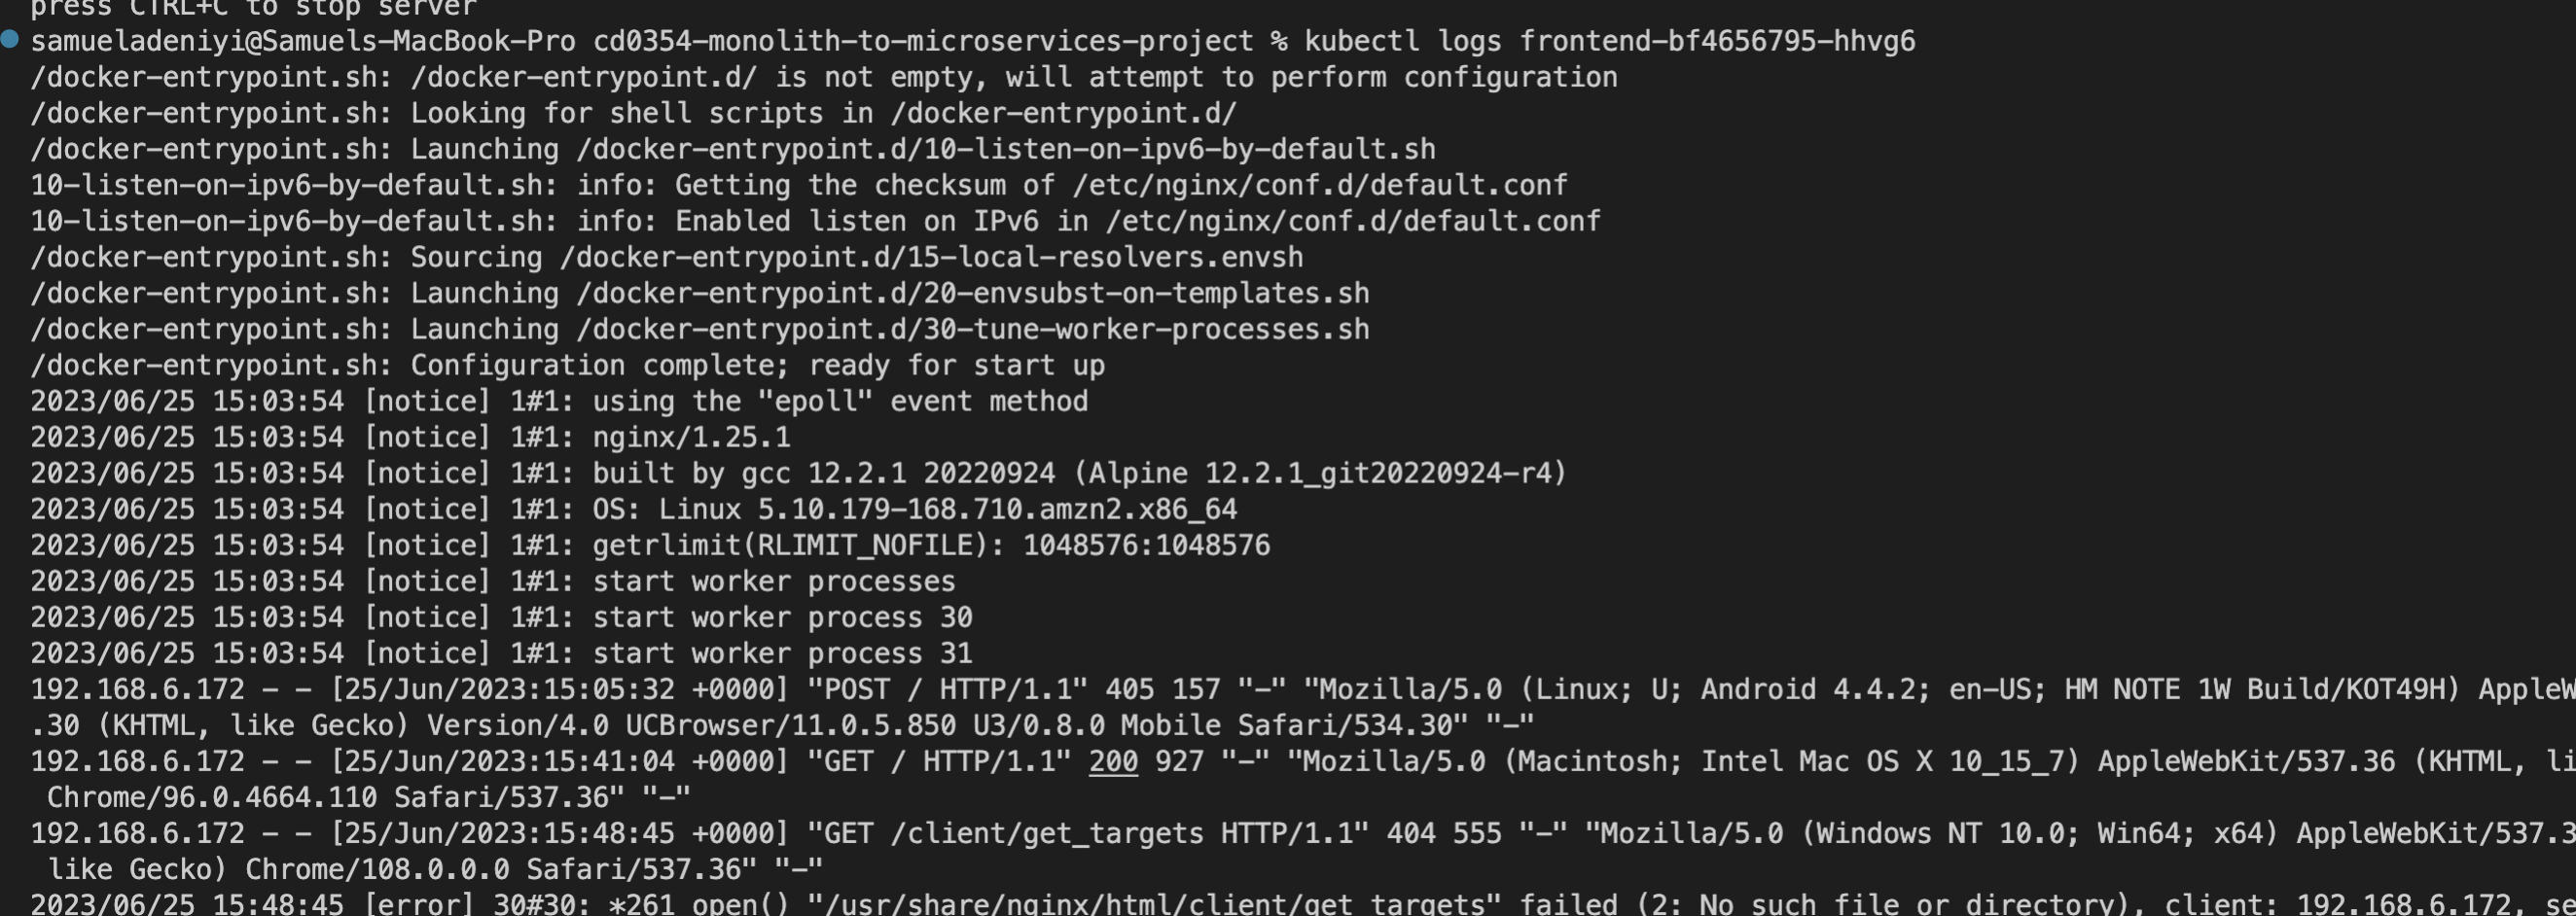 press CTRL+C to stop server
samueladeniyi@Samuels-MacBook-Pro cd0354-monolith-to-microservices-project % kubectl logs frontend-bf4656795-hhvg6
/docker-entrypoint.sh: /docker-entrypoint.d/ is not empty, will attempt to perform configuration
/docker-entrypoint.sh: Looking for shell scripts in /docker-entrypoint.d/
/docker-entrypoint.sh: Launching /docker-entrypoint.d/10-listen-on-ipv6-by-default.sh
10-listen-on-ipv6-by-default.sh: info: Getting the checksum of /etc/nginx/conf.d/default.conf
10-listen-on-ipv6-by-default.sh: info: Enabled listen on IPv6 in /etc/nginx/conf.d/default.conf
/docker-entrypoint.sh: Sourcing /docker-entrypoint.d/15-local-resolvers.envsh
/docker-entrypoint.sh: Launching /docker-entrypoint.d/20-envsubst-on-templates.sh
/docker-entrypoint.sh: Launching /docker-entrypoint.d/30-tune-worker-processes.sh
/docker-entrypoint.sh: Configuration complete; ready for start up
2023/06/25 15:03:54 [notice] 1#1: using the "epoll" event method
2023/06/25 15:03:54 [notice] 1#1: nginx/1.25.1
2023/06/25 15:03:54 [notice] 1#1: built by gcc 12.2.1 20220924 (Alpine 12.2.1_git20220924-r4)
2023/06/25 15:03:54 [notice] 1#1: OS: Linux 5.10.179-168.710.amzn2.x86_64
2023/06/25 15:03:54 [notice] 1#1: getrlimit(RLIMIT_NOFILE): 1048576:1048576
2023/06/25 15:03:54 [notice] 1#1: start worker processes
2023/06/25 15:03:54 [notice] 1#1: start worker process 30
2023/06/25 15:03:54 [notice] 1#1: start worker process 31
192.168.6.172 - - [25/Jun/2023:15:05:32 +0000] "POST / HTTP/1.1" 405 157 "-" "Mozilla/5.0 (Linux; U; Android 4.4.2; en-US; HM NOTE 1W Build/KOT49H) AppleW
.30 (KHTML, like Gecko) Version/4.0 UCBrowser/11.0.5.850 U3/0.8.0 Mobile Safari/534.30" "-"
192.168.6.172 - - [25/Jun/2023:15:41:04 +0000] "GET / HTTP/1.1" 200 927 "-" "Mozilla/5.0 (Macintosh; Intel Mac OS X 10_15_7) AppleWebKit/537.36 (KHTML, li
Chrome/96.0.4664.110 Safari/537.36" "-"
192.168.6.172 - - [25/Jun/2023:15:48:45 +0000] "GET /client/get_targets HTTP/1.1" 404 555 "-" "Mozilla/5.0 (Windows NT 10.0; Win64; x64) AppleWebKit/537.3
like Gecko) Chrome/108.0.0.0 Safari/537.36" "-"
2023/06/25 15:48:45 [error] 30#30: *261 open() "/usr/share/nginx/html/client/get_targets" failed (2: No such file or directory), client: 192.168.6.172, se